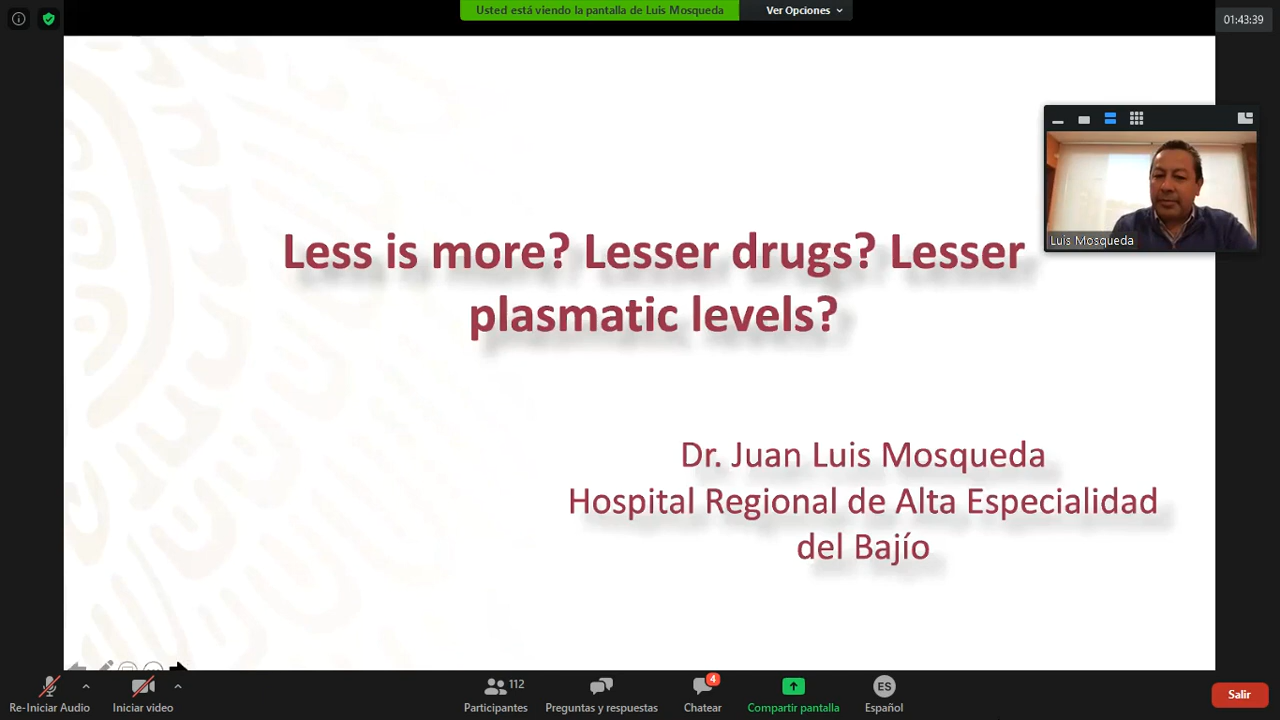 Usted está viendo la pantalla de Luis Mosqueda
Ver Opciones
01:43:39
Luis Mosqueda
Less is more? Lesser drugs? Lesser
plasmatic levels?
Dr. Juan Luis Mosqueda
Hospital Regional de Alta Especialidad
del Bajío
Re-Iniciar Audio
Iniciar video
112
Participantes
Preguntas y respuestas
4
Chatear
Compartir pantalla
ES
Español
Salir